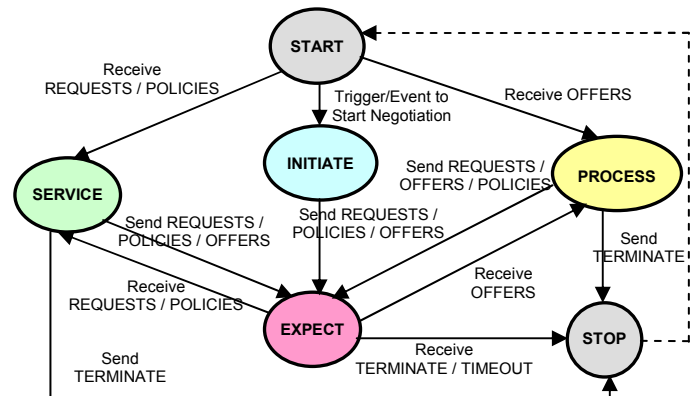 START
Receive
REQUESTS / POLICIES
Trigger/Event to
Start Negotiation
Receive OFFERS
SERVICE
INITIATE
PROCESS
Send REQUESTS /
OFFERS / POLICIES
Send REQUESTS /
POLICIES / OFFERS
Send REQUESTS /
POLICIES / OFFERS
Send
TERMINATE
Receive
REQUESTS / POLICIES
Receive
OFFERS
EXPECT
STOP
Receive
TERMINATE / TIMEOUT
Send
TERMINATE